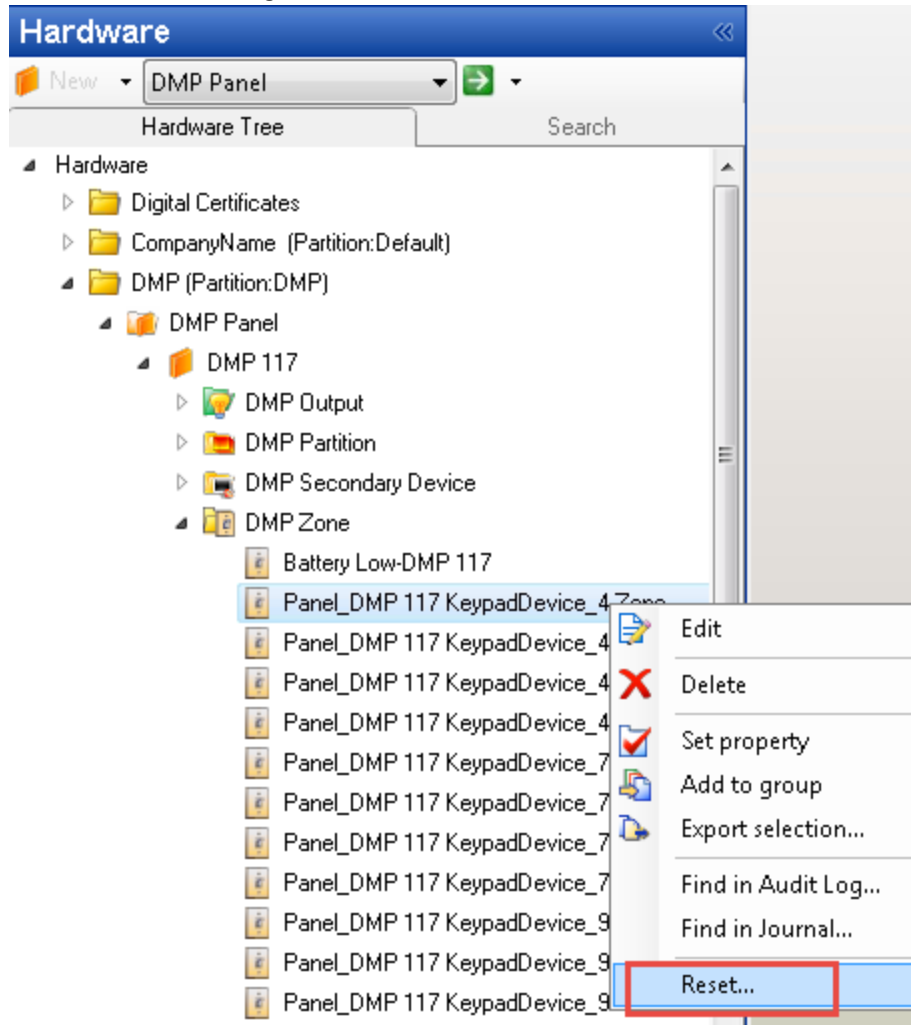 Hardware
New DMP Panel
Hardware Tree Search
Hardware
Digital Certificates
CompanyName (Partition:Default)
DMP (Partition:DMP)
DMP Panel
DMP 117
DMP Output
DMP Partition
DMP Secondary Device
DMP Zone
Battery Low-DMP 117
Panel_DMP 117 KeypadDevice_4 Zone
Panel_DMP 117 KeypadDevice_4
Panel_DMP 117 KeypadDevice_4
Panel_DMP 117 KeypadDevice_4
Panel_DMP 117 KeypadDevice_7
Panel_DMP 117 KeypadDevice_7
Panel_DMP 117 KeypadDevice_7
Panel_DMP 117 KeypadDevice_7
Panel_DMP 117 KeypadDevice_9
Panel_DMP 117 KeypadDevice_9
Panel_DMP 117 KeypadDevice_9
Edit
Delete
Set property
Add to group
Export selection...
Find in Audit Log...
Find in Journal...
Reset...